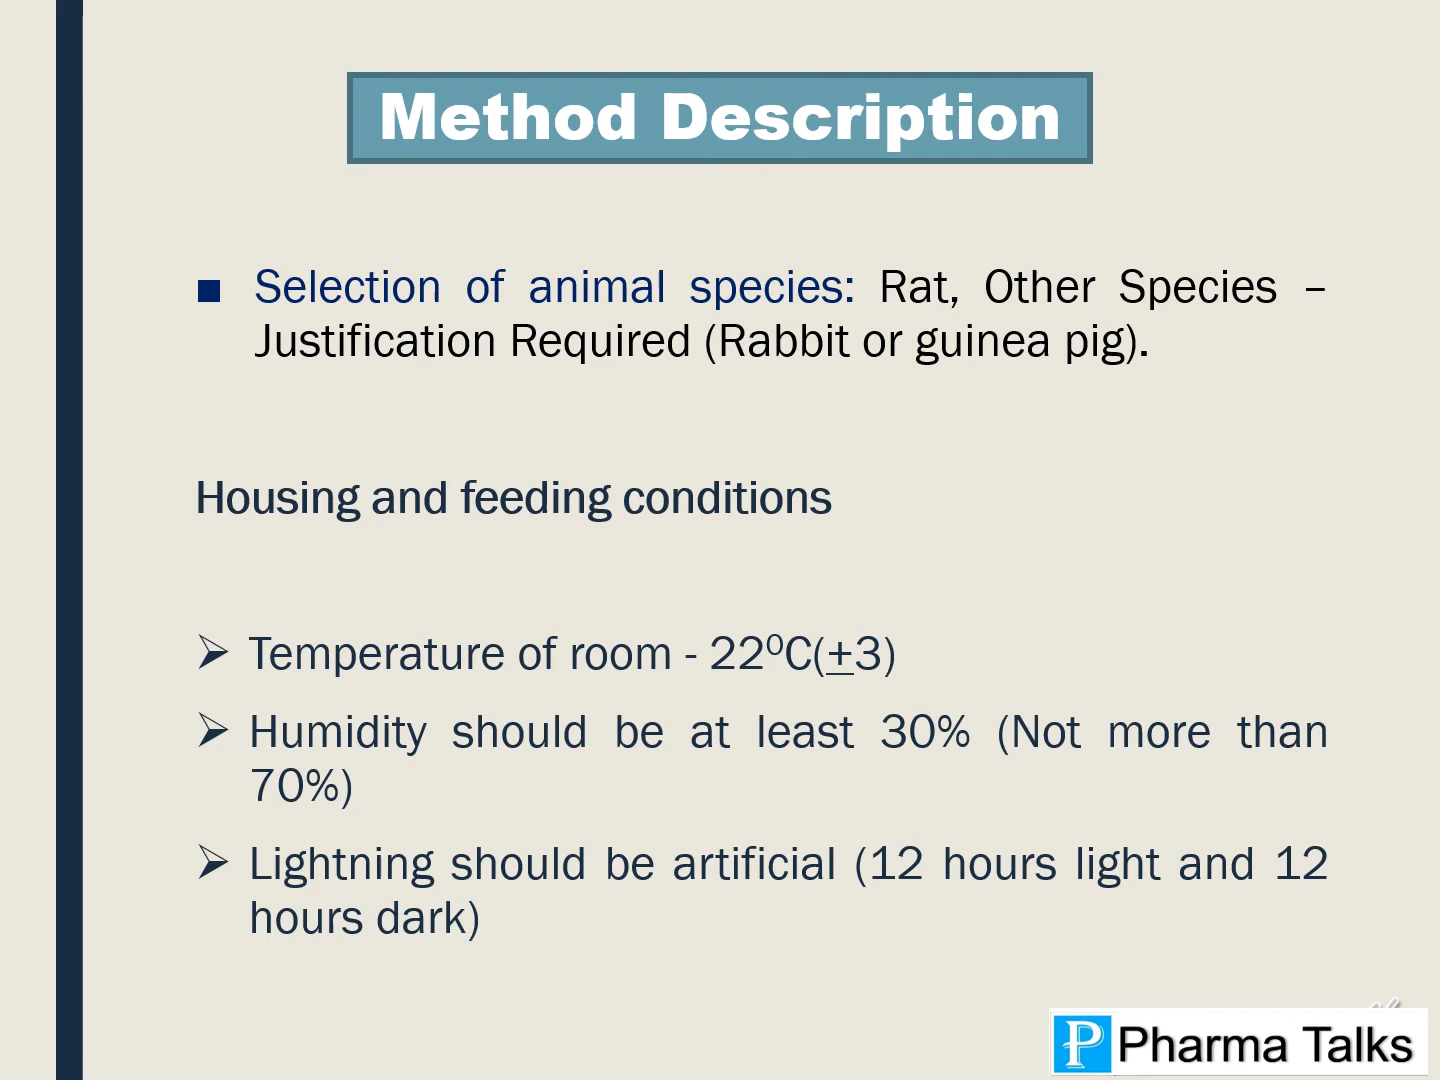 Method Description
■ Selection of animal species: Rat, Other Species –
Justification Required (Rabbit or guinea pig).
Housing and feeding conditions
➢ Temperature of room - 22⁰C(±3)
➢ Humidity should be at least 30% (Not more than
70%)
➢ Lightning should be artificial (12 hours light and 12
hours dark)
Pharma Talks